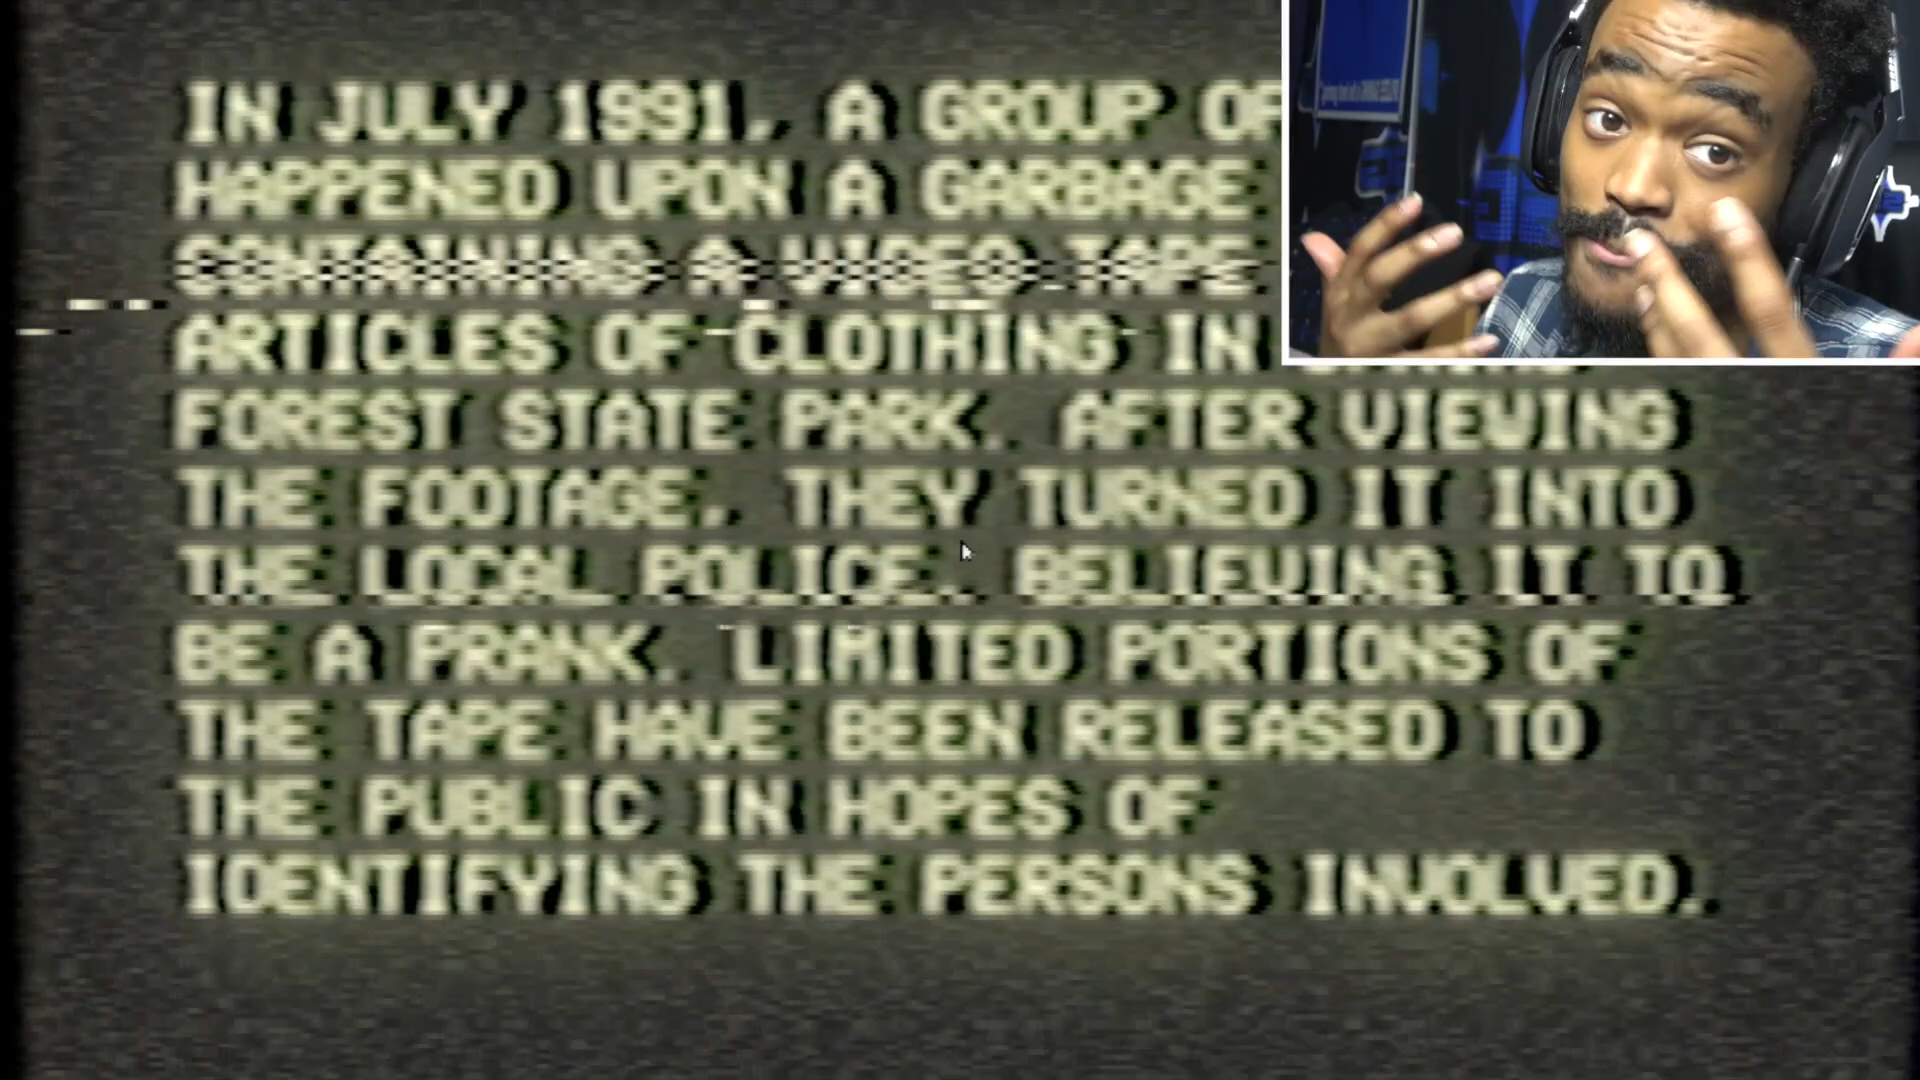 IN JULY 1991, A GROUP OF
HAPPENED UPON A GARBAGE
CONTAINING A VIDEO TAPE
ARTICLES OF CLOTHING IN
FOREST STATE PARK. AFTER VIEWING
THE FOOTAGE, THEY TURNED IT INTO
THE LOCAL POLICE, BELIEVING IT TO
BE A PRANK. LIMITED PORTIONS OF
THE TAPE HAVE BEEN RELEASED TO
THE PUBLIC IN HOPES OF
IDENTIFYING THE PERSONS INVOLVED.